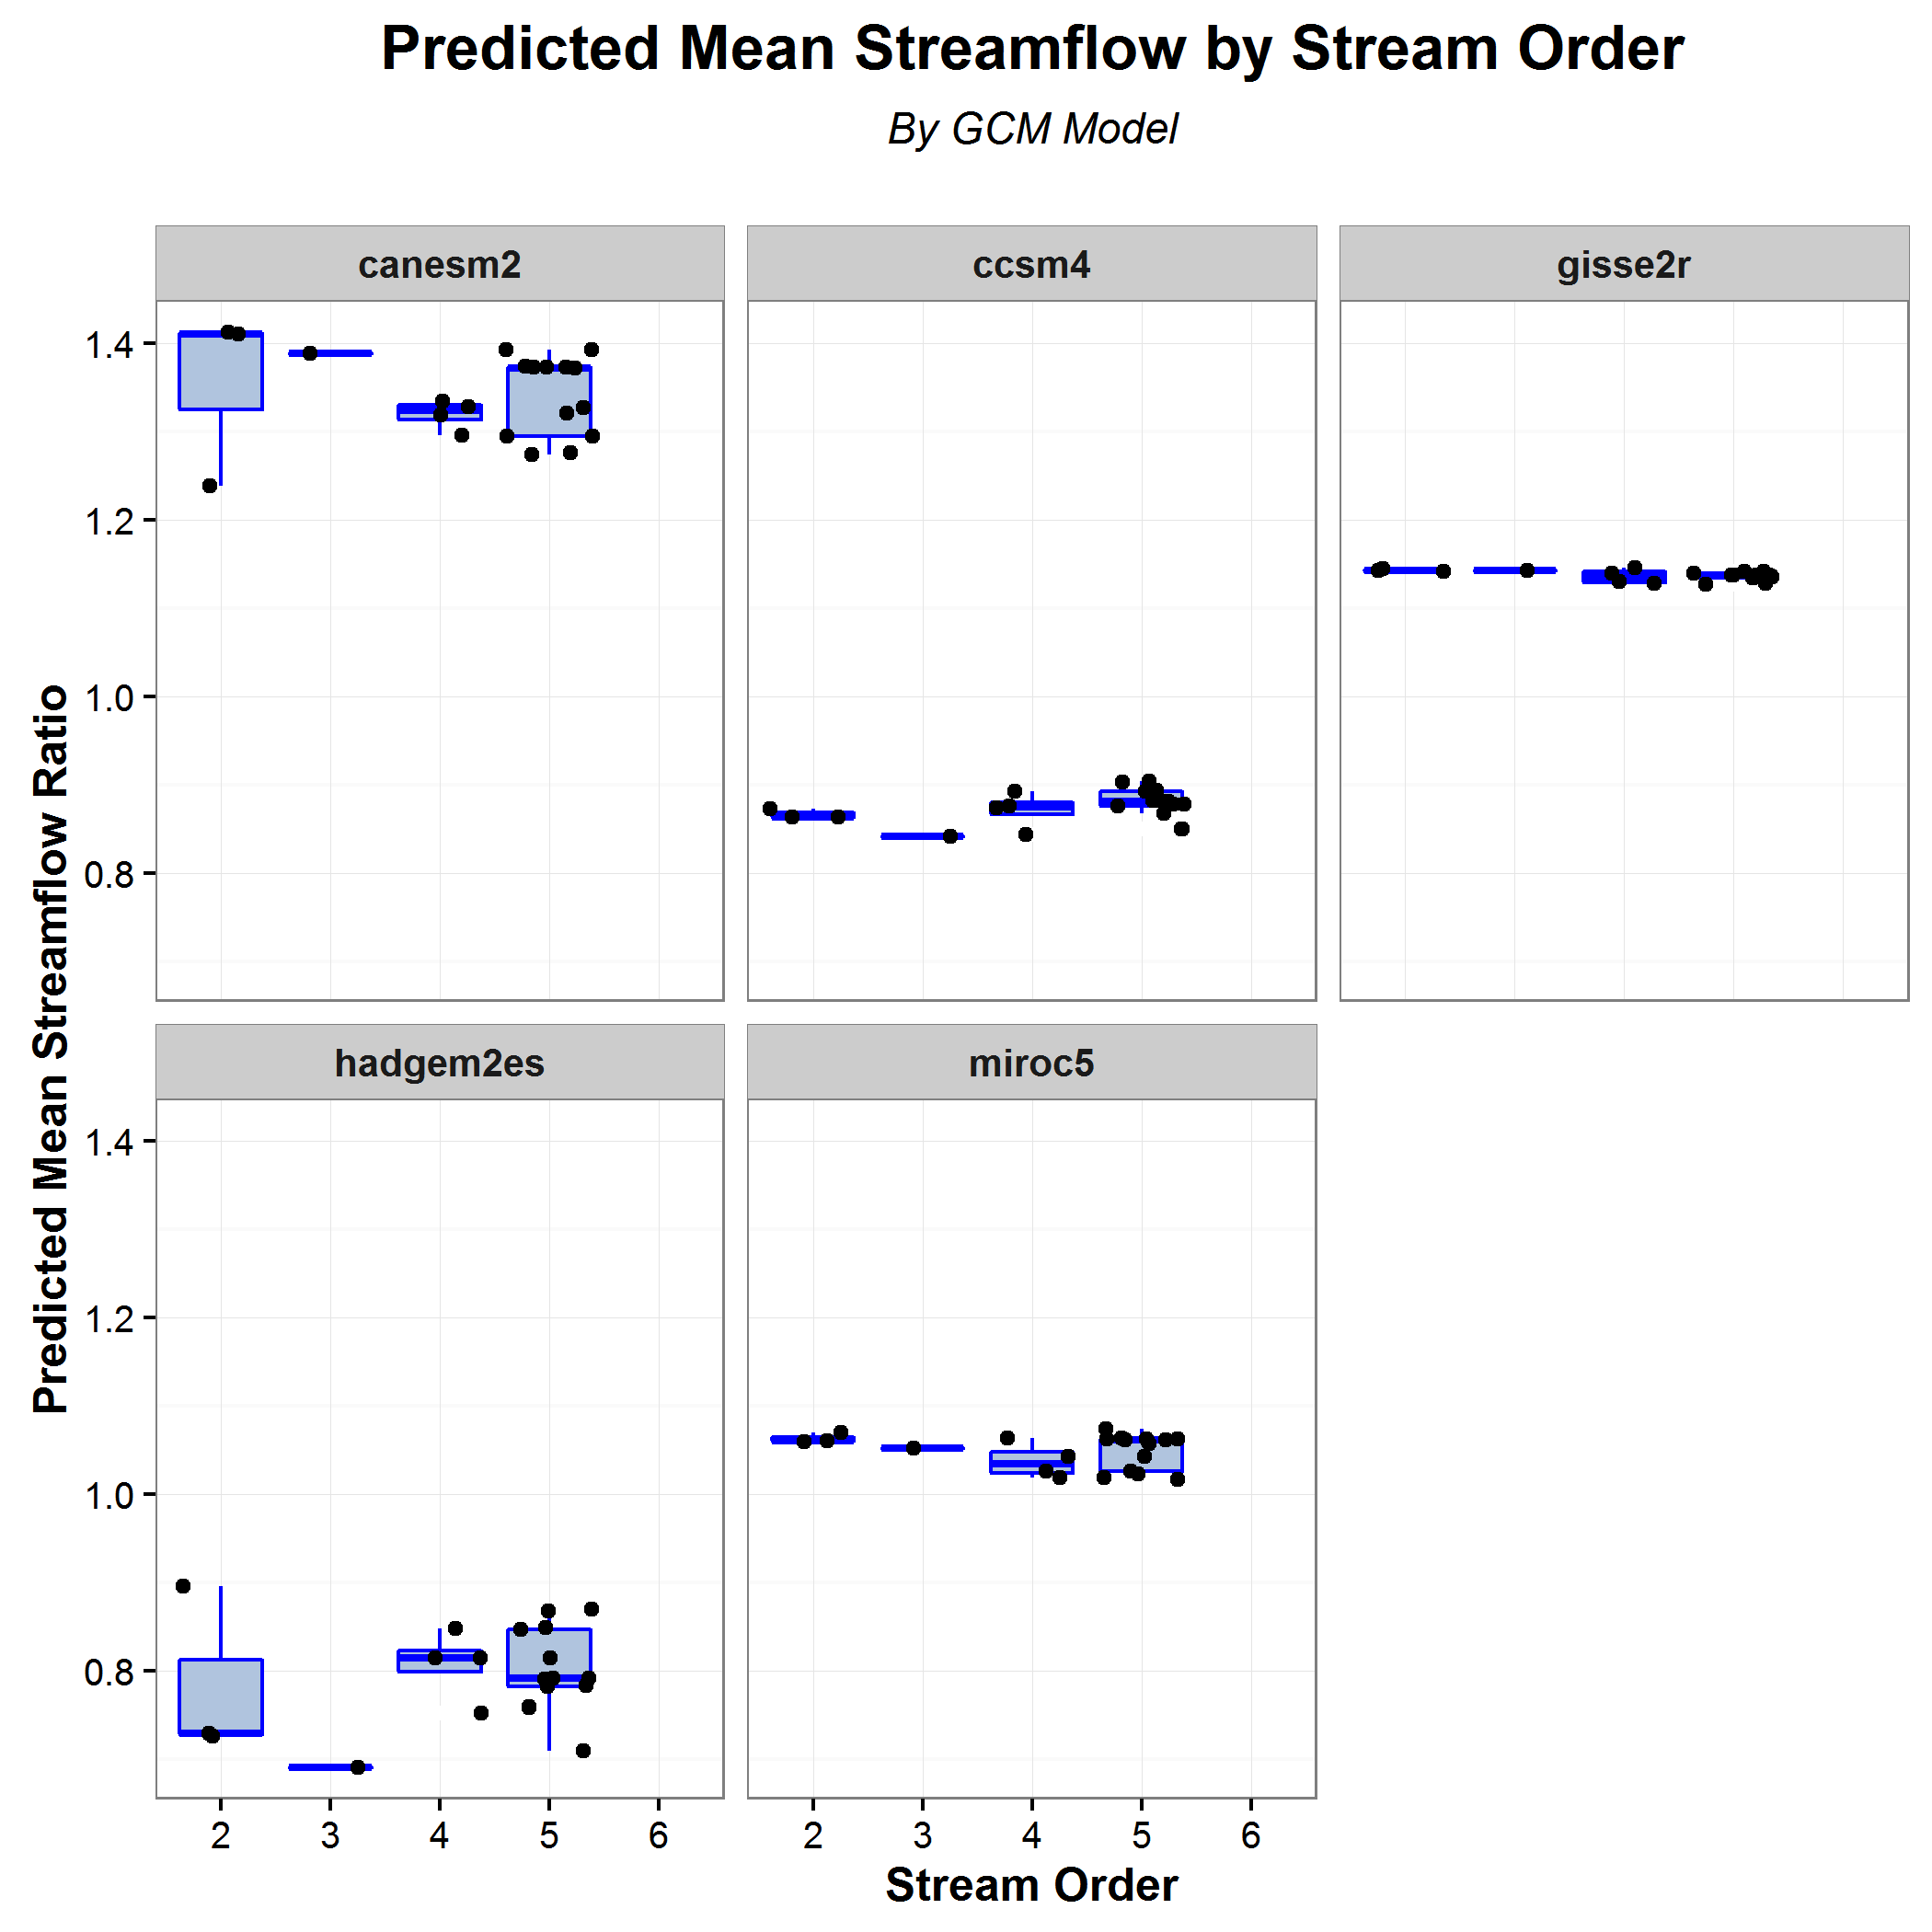 Predicted Mean Streamflow by Stream Order
By GCM Model
canesm2
ccsm4
gisse2r
1.4
1.2
1.0
0.8
Predicted Mean Streamflow Ratio
hadgem2es
miroc5
1.4
1.2
1.0
0.8
2 3 4 5 6
2 3 4 5 6
Stream Order